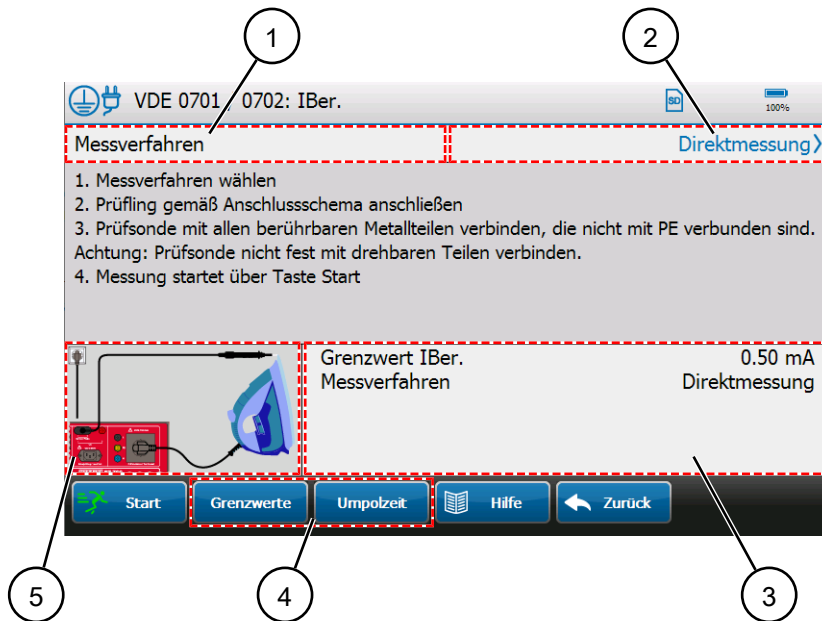 1
2
VDE 0701 / 0702: IBer.
SD
100%
Messverfahren
Direktmessung
1. Messverfahren wählen
2. Prüfling gemäß Anschlussschema anschließen
3. Prüfsonde mit allen berührbaren Metallteilen verbinden, die nicht mit PE verbunden sind.
Achtung: Prüfsonde nicht fest mit drehbaren Teilen verbinden.
4. Messung startet über Taste Start
Grenzwert IBer. 0.50 mA
Messverfahren Direktmessung
Start Grenzwerte Umpolzeit Hilfe Zurück
5
4
3